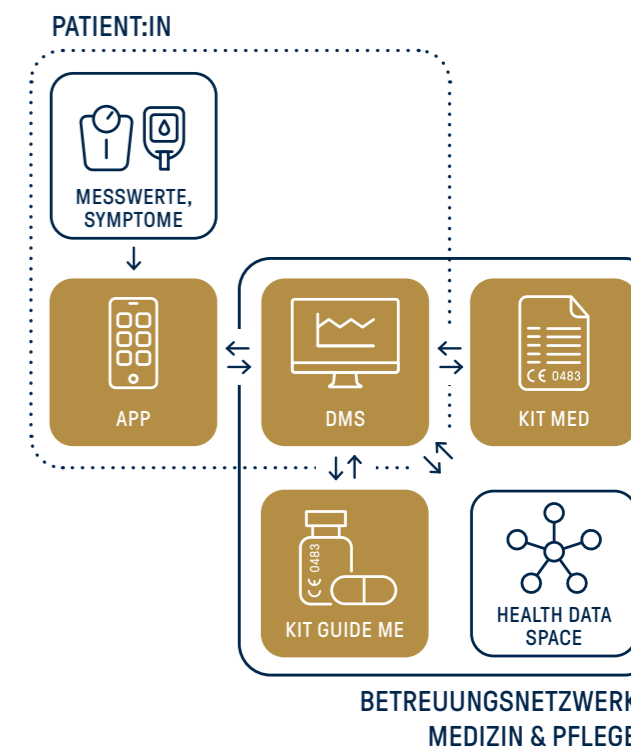 PATIENT:IN
MESSWERTE,
SYMPTOME
APP
DMS
CE 0483
KIT MED
CE 0483
KIT GUIDE ME
HEALTH DATA
SPACE
BETREUUNGSNETZWERK
MEDIZIN & PFLEGE